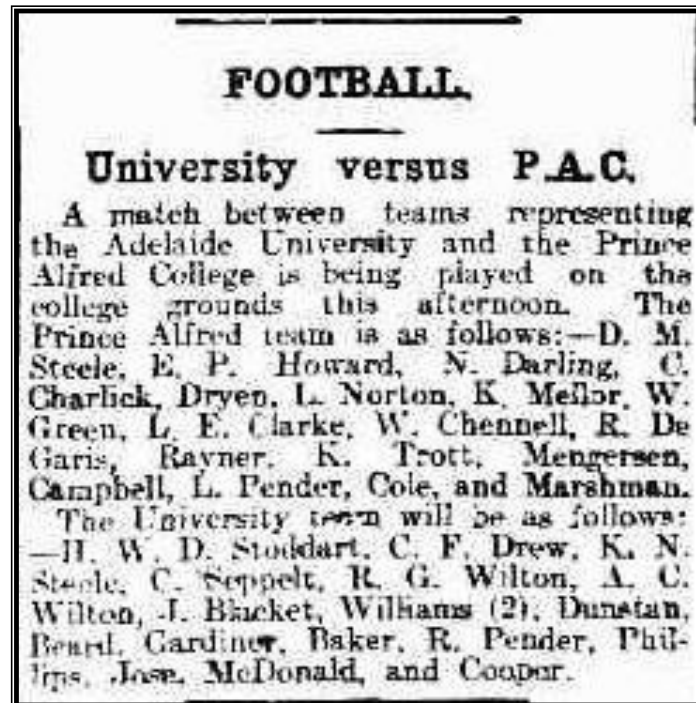 FOOTBALL.
University versus P.A.C.
A match between teams representing
the Adelaide University and the Prince
Alfred College is being played on the
college grounds this afternoon. The
Prince Alfred team is as follows:—D. M.
Steele, E. P. Howard, N. Darling, C.
Charlick, Dryen, L. Norton, K. Mellor, W.
Green, L. E. Clarke, W. Chennell, R. De
Garis, Rayner, K. Trott, Mengersen,
Campbell, L. Pender, Cole, and Marshman.
The University team will be as follows:
—H. W. D. Stoddart, C. F. Drew, K. N.
Steele, C. Seppelt, R. G. Wilton, A. C.
Wilton, J. Blacket, Williams (2), Dunstan,
Beard, Gardiner, Baker, R. Pender, Phil-
lips, Jose, McDonald, and Cooper.